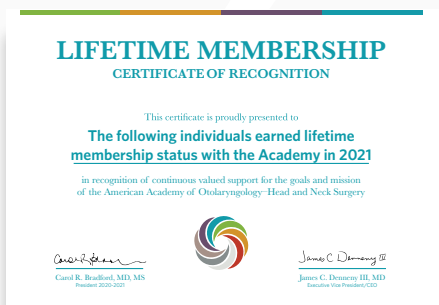 LIFETIME MEMBERSHIP
CERTIFICATE OF RECOGNITION
This certificate is proudly presented to
The following individuals earned lifetime
membership status with the Academy in 2021
in recognition of continuous valued support for the goals and mission
of the American Academy of Otolaryngology–Head and Neck Surgery
James C Denneny III
Carol R. Bradford, MD, MS
President 2020-2021
James C. Denneny III, MD
Executive Vice President/CEO